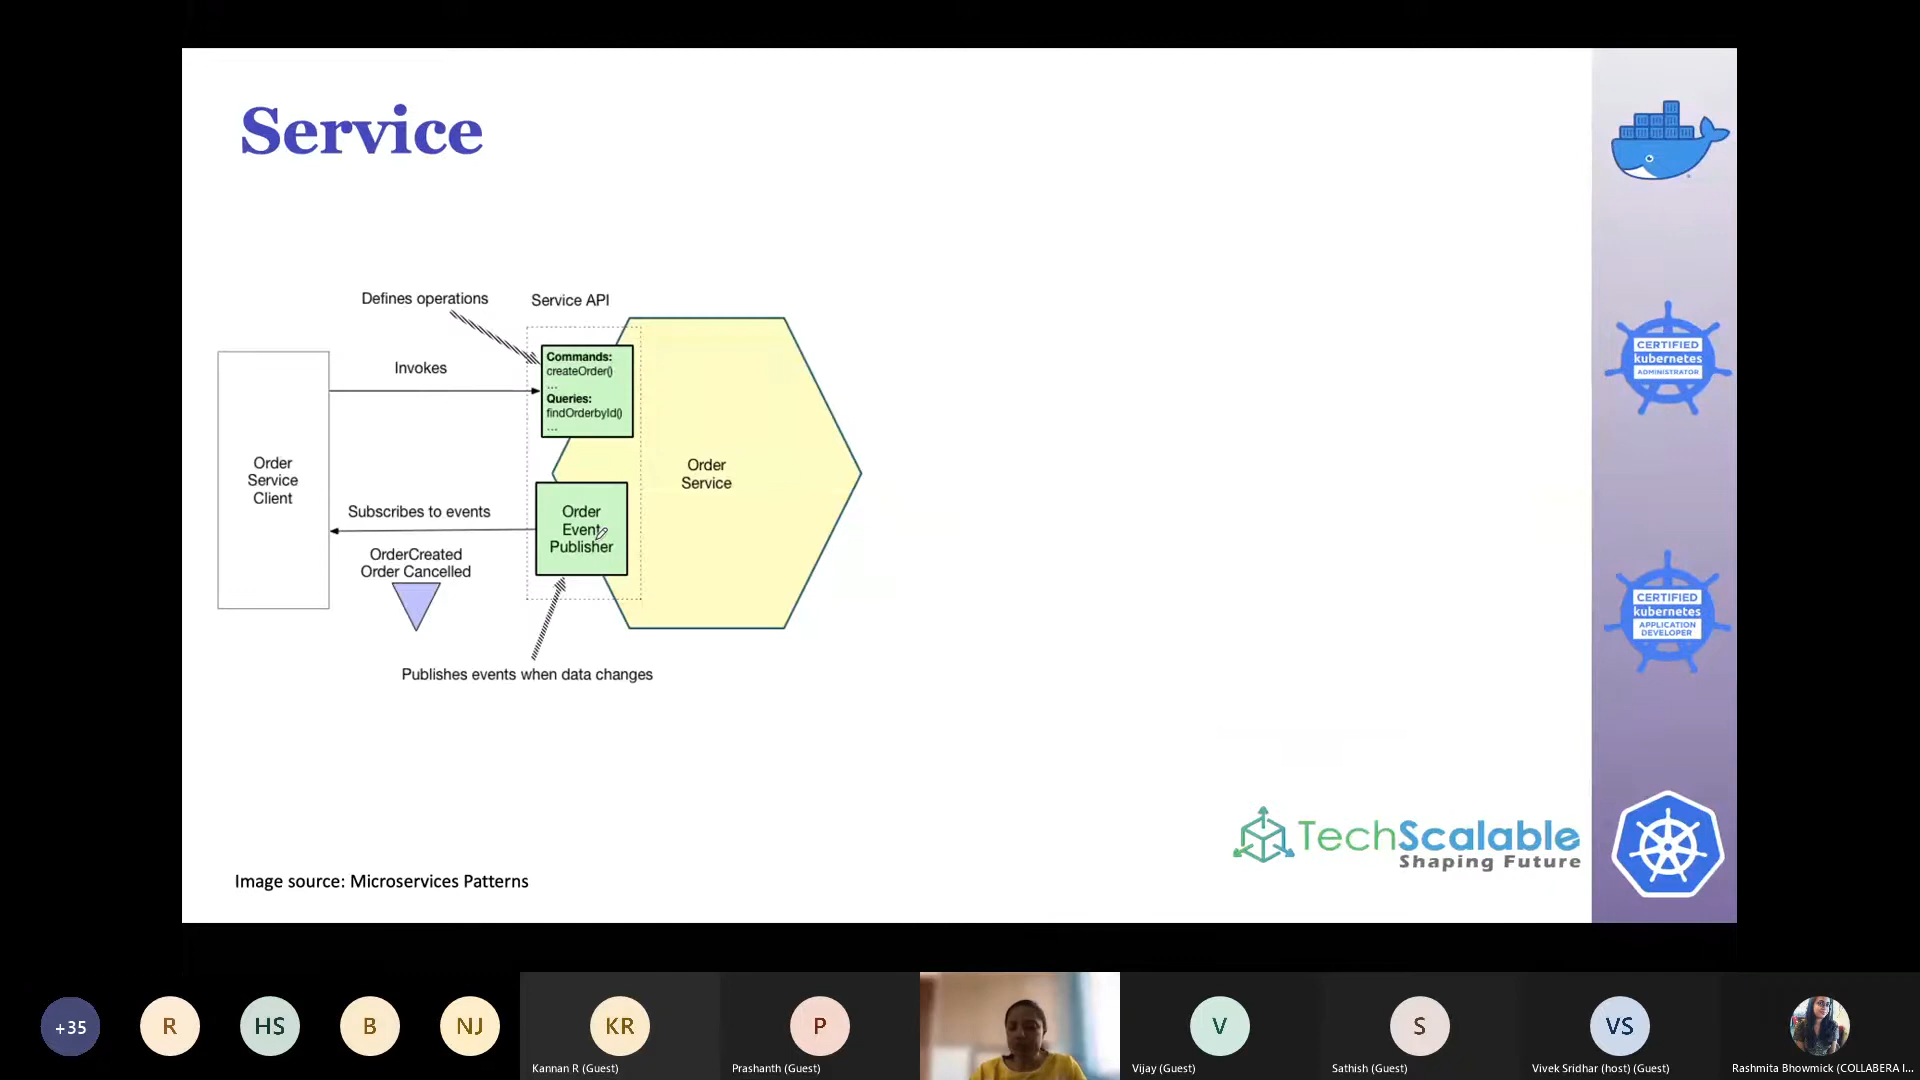 Service
Defines operations
Service API
Invokes
Commands:
createOrder()
...
Queries:
findOrderbyId()
...
Order
Service
Client
Order
Service
Subscribes to events
Order
Event
Publisher
OrderCreated
Order Cancelled
Publishes events when data changes
Image source: Microservices Patterns
TechScalable
Shaping Future
CERTIFIED
kubernetes
ADMINISTRATOR
CERTIFIED
kubernetes
APPLICATION
DEVELOPER
+35
R
HS
B
NJ
KR
Kannan R (Guest)
P
Prashanth (Guest)
V
Vijay (Guest)
S
Sathish (Guest)
VS
Vivek Sridhar (host) (Guest)
Rashmita Bhowmick (COLLABERA I...